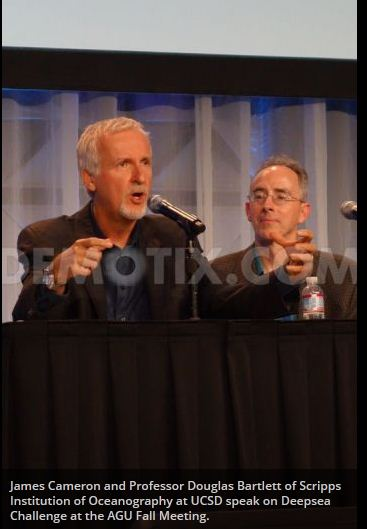 DEMOTIX.COM
James Cameron and Professor Douglas Bartlett of Scripps
Institution of Oceanography at UCSD speak on Deepsea
Challenge at the AGU Fall Meeting.